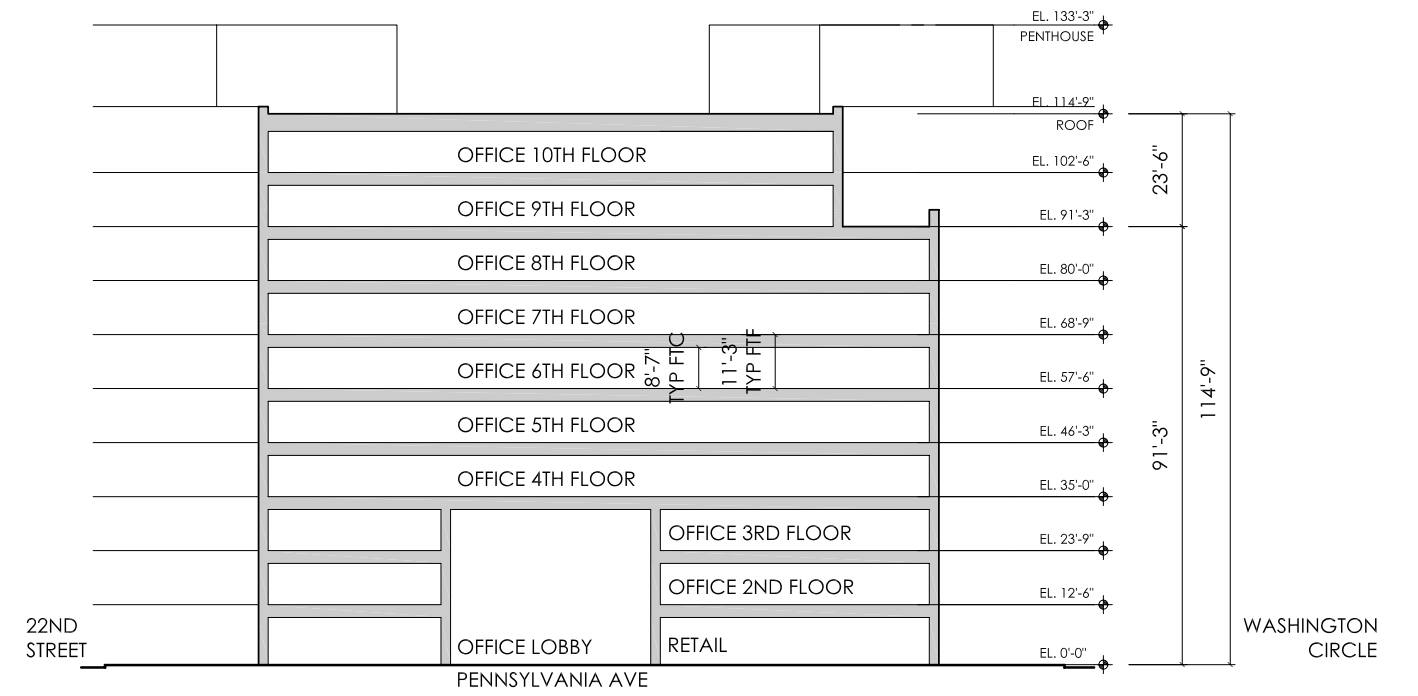 EL. 133'-3"
PENTHOUSE
EL. 114'-9"
ROOF
OFFICE 10TH FLOOR
EL. 102'-6"
23'-6"
OFFICE 9TH FLOOR
EL. 91'-3"
OFFICE 8TH FLOOR
EL. 80'-0"
OFFICE 7TH FLOOR
EL. 68'-9"
OFFICE 6TH FLOOR
8'-7"
TYP FTC
11'-3"
TYP FTF
EL. 57'-6"
114'-9"
OFFICE 5TH FLOOR
EL. 46'-3"
91'-3"
OFFICE 4TH FLOOR
EL. 35'-0"
OFFICE 3RD FLOOR
EL. 23'-9"
OFFICE 2ND FLOOR
EL. 12'-6"
22ND
STREET
OFFICE LOBBY
RETAIL
EL. 0'-0"
WASHINGTON
CIRCLE
PENNSYLVANIA AVE